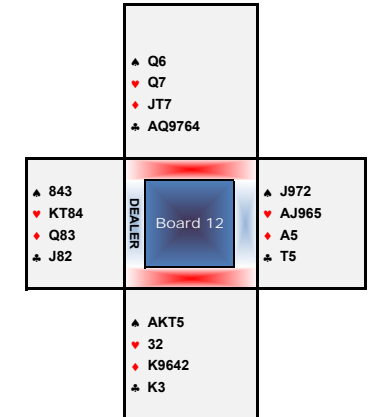 ♠ Q6
♥ Q7
♦ JT7
♣ AQ9764
♠ 843
♥ KT84
♦ Q83
♣ J82
DEALER
Board 12
♠ J972
♥ AJ965
♦ A5
♣ T5
♠ AKT5
♥ 32
♦ K9642
♣ K3